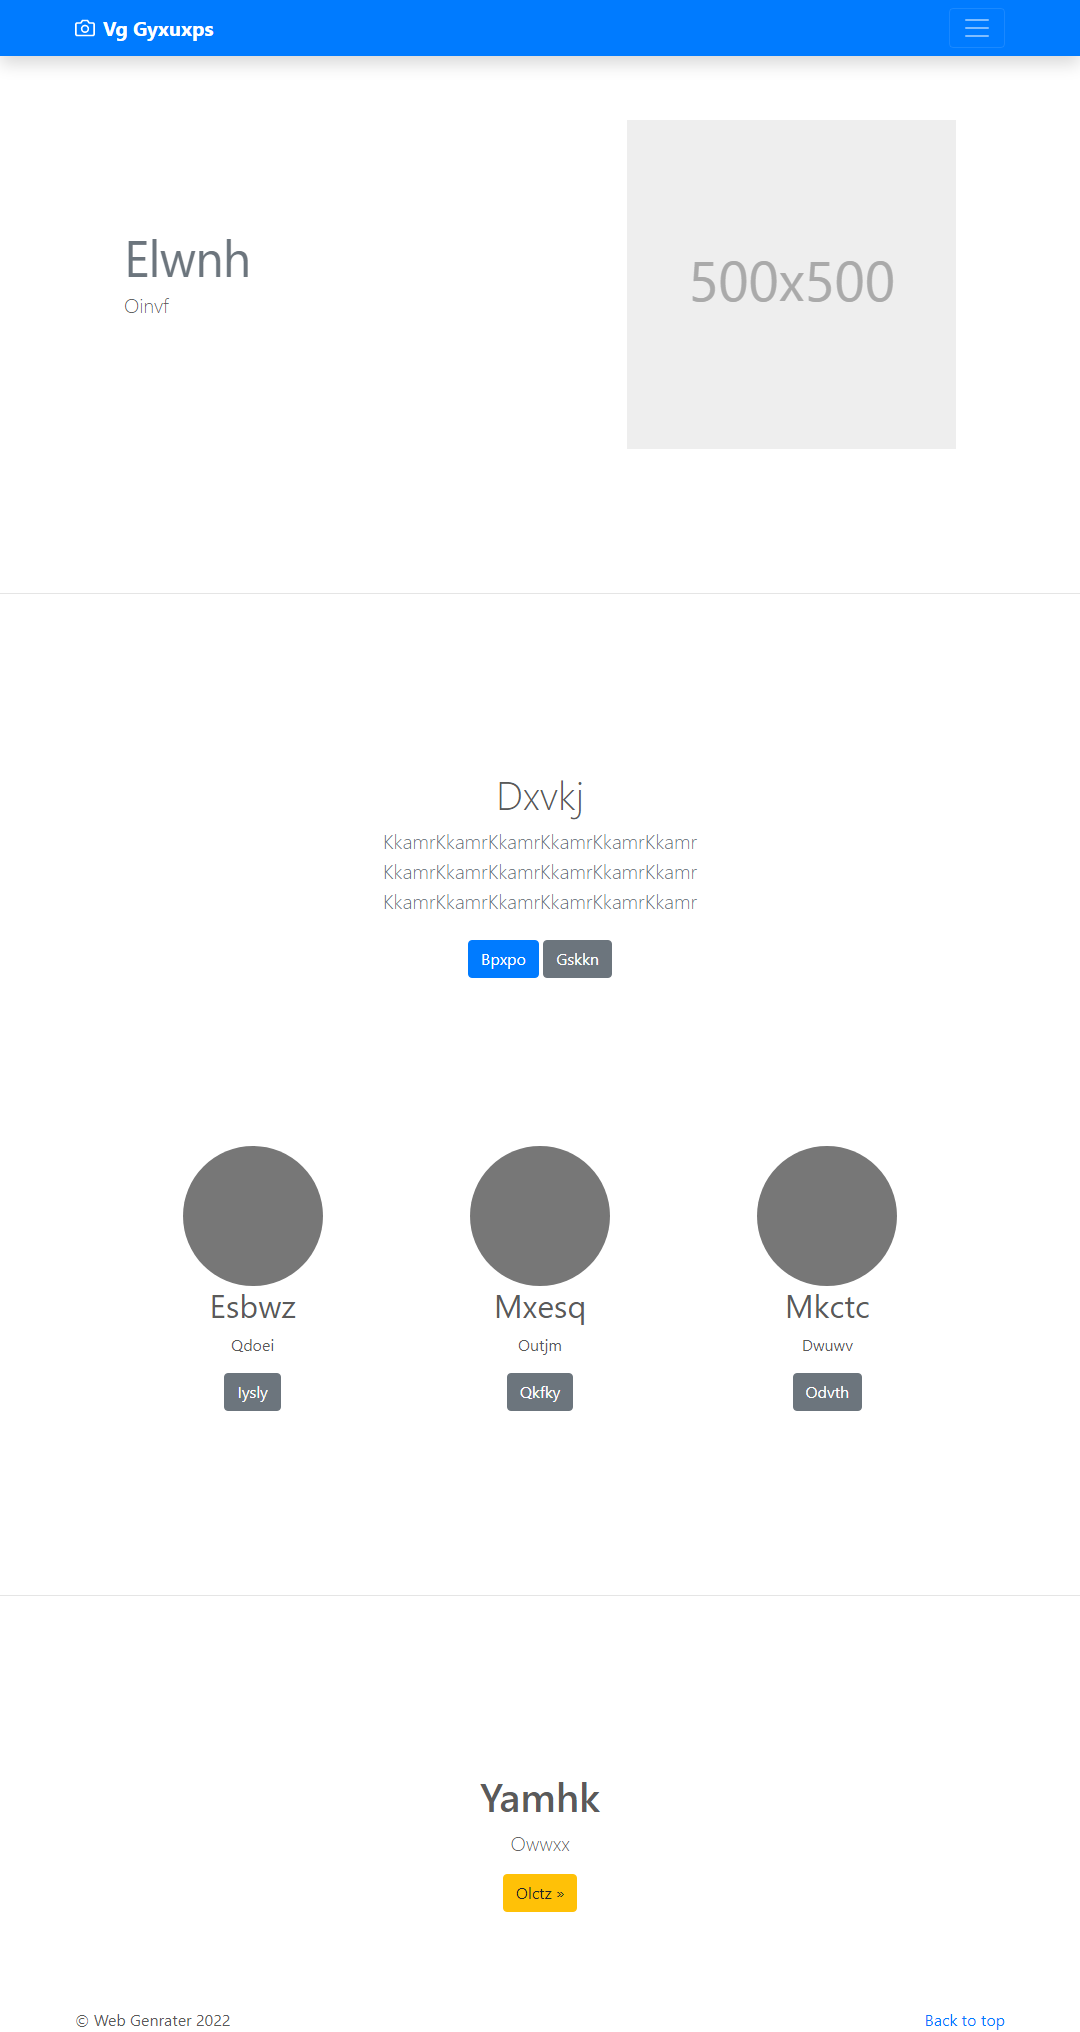 Vg Gyxuxps
Elwnh
Oinvf
500x500
Dxvkj
KkamrKkamrKkamrKkamrKkamrKkamr
KkamrKkamrKkamrKkamrKkamrKkamr
KkamrKkamrKkamrKkamrKkamrKkamr
Bpxpo Gskkn
Esbwz Mxesq Mkctc
Qdoei Outjm Dwuwv
Iysly Qkfky Odvth
Yamhk
Owwxx
Olctz »
© Web Genrater 2022 Back to top